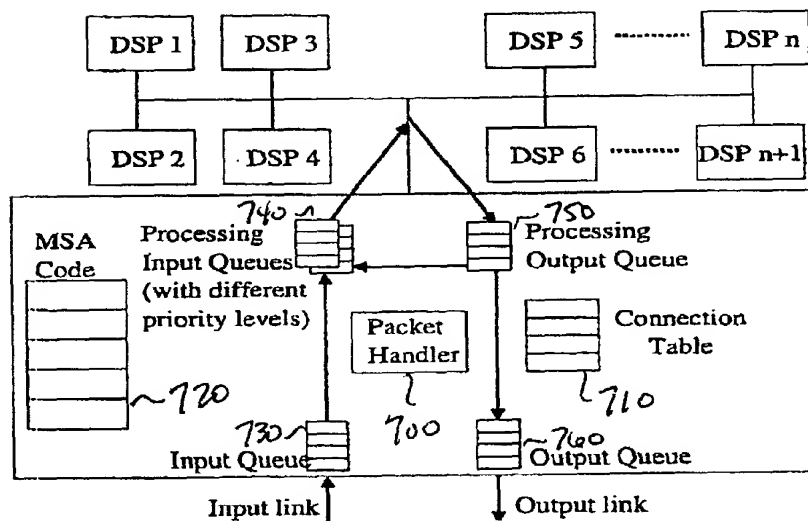 DSP 1
DSP 3
DSP 5
DSP n
DSP 2
DSP 4
DSP 6
DSP n+1
740
750
MSA
Code
Processing
Input Queues
(with different
priority levels)
Processing
Output Queue
Packet
Handler
Connection
Table
720
700
710
730
760
Input Queue
Output Queue
Input link
Output link